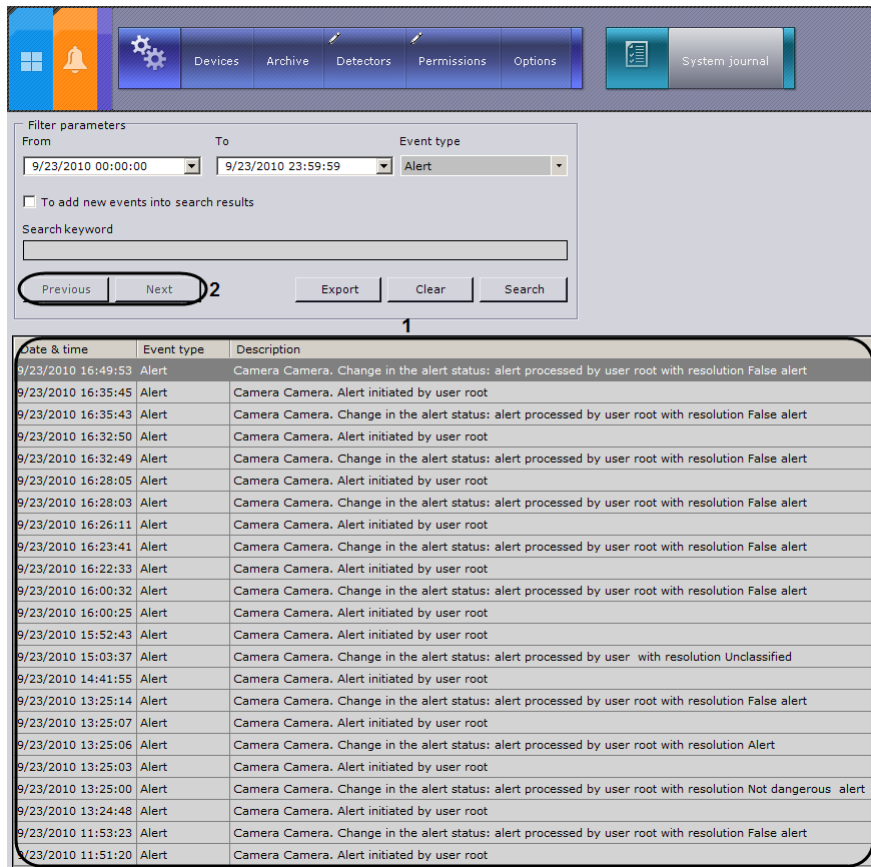 Devices Archive Detectors Permissions Options System journal
Filter parameters
From To Event type
9/23/2010 00:00:00 9/23/2010 23:59:59 Alert
To add new events into search results
Search keyword
Previous Next 2 Export Clear Search
1
Date & time Event type Description
9/23/2010 16:49:53 Alert Camera Camera. Change in the alert status: alert processed by user root with resolution False alert
9/23/2010 16:35:45 Alert Camera Camera. Alert initiated by user root
9/23/2010 16:35:43 Alert Camera Camera. Change in the alert status: alert processed by user root with resolution False alert
9/23/2010 16:32:50 Alert Camera Camera. Alert initiated by user root
9/23/2010 16:32:49 Alert Camera Camera. Change in the alert status: alert processed by user root with resolution False alert
9/23/2010 16:28:05 Alert Camera Camera. Alert initiated by user root
9/23/2010 16:28:03 Alert Camera Camera. Change in the alert status: alert processed by user root with resolution False alert
9/23/2010 16:26:11 Alert Camera Camera. Alert initiated by user root
9/23/2010 16:23:41 Alert Camera Camera. Change in the alert status: alert processed by user root with resolution False alert
9/23/2010 16:22:33 Alert Camera Camera. Alert initiated by user root
9/23/2010 16:00:32 Alert Camera Camera. Change in the alert status: alert processed by user root with resolution False alert
9/23/2010 16:00:25 Alert Camera Camera. Alert initiated by user root
9/23/2010 15:52:43 Alert Camera Camera. Alert initiated by user root
9/23/2010 15:03:37 Alert Camera Camera. Change in the alert status: alert processed by user with resolution Unclassified
9/23/2010 14:41:55 Alert Camera Camera. Alert initiated by user root
9/23/2010 13:25:14 Alert Camera Camera. Change in the alert status: alert processed by user root with resolution False alert
9/23/2010 13:25:07 Alert Camera Camera. Alert initiated by user root
9/23/2010 13:25:06 Alert Camera Camera. Change in the alert status: alert processed by user root with resolution Alert
9/23/2010 13:25:03 Alert Camera Camera. Alert initiated by user root
9/23/2010 13:25:00 Alert Camera Camera. Change in the alert status: alert processed by user root with resolution Not dangerous alert
9/23/2010 13:24:48 Alert Camera Camera. Alert initiated by user root
9/23/2010 11:53:23 Alert Camera Camera. Change in the alert status: alert processed by user root with resolution False alert
9/23/2010 11:51:20 Alert Camera Camera. Alert initiated by user root